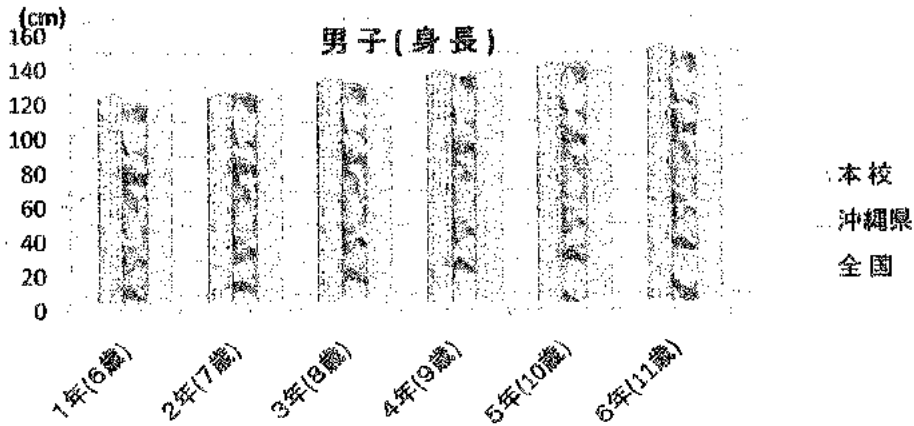 (cm)
男子(身長)
160
140
120
100
80
60
40
20
0
1年(6歳)
2年(7歳)
3年(8歳)
4年(9歳)
5年(10歳)
6年(11歳)
本校
沖縄県
全国